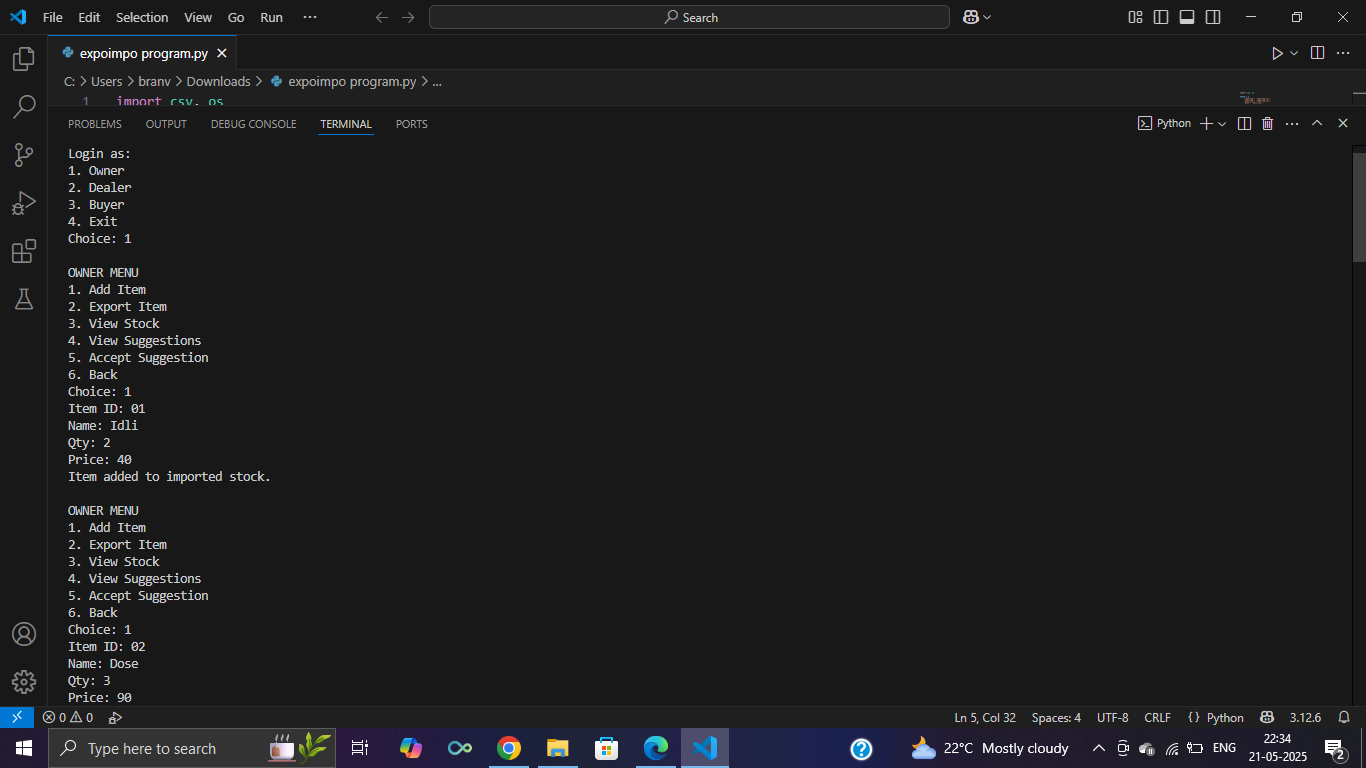 File Edit Selection View Go Run ··· Search
expoimpo program.py
C: > Users > branv > Downloads > expoimpo program.py > ...
1 import csv, os
PROBLEMS OUTPUT DEBUG CONSOLE TERMINAL PORTS Python
Login as:
1. Owner
2. Dealer
3. Buyer
4. Exit
Choice: 1
OWNER MENU
1. Add Item
2. Export Item
3. View Stock
4. View Suggestions
5. Accept Suggestion
6. Back
Choice: 1
Item ID: 01
Name: Idli
Qty: 2
Price: 40
Item added to imported stock.
OWNER MENU
1. Add Item
2. Export Item
3. View Stock
4. View Suggestions
5. Accept Suggestion
6. Back
Choice: 1
Item ID: 02
Name: Dose
Qty: 3
Price: 90
0 0 Ln 5, Col 32 Spaces: 4 UTF-8 CRLF {} Python 3.12.6
Type here to search 22°C Mostly cloudy ENG 22:34
21-05-2025 2